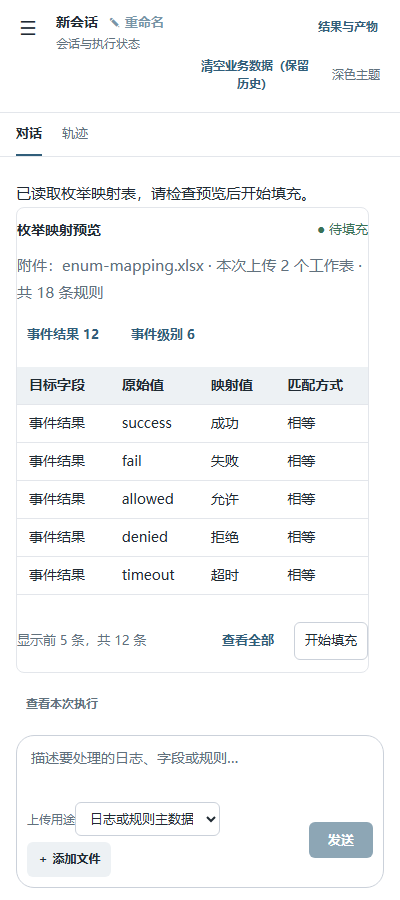 ☰ 新会话 ✎ 重命名 结果与产物
会话与执行状态
清空业务数据（保留
历史）
深色主题
对话 轨迹
已读取枚举映射表，请检查预览后开始填充。
枚举映射预览 ● 待填充
附件：enum-mapping.xlsx · 本次上传 2 个工作表 ·
共 18 条规则
事件结果 12 事件级别 6
目标字段 原始值 映射值 匹配方式
事件结果 success 成功 相等
事件结果 fail 失败 相等
事件结果 allowed 允许 相等
事件结果 denied 拒绝 相等
事件结果 timeout 超时 相等
显示前 5 条，共 12 条 查看全部 开始填充
查看本次执行
描述要处理的日志、字段或规则...
上传用途 日志或规则主数据
+ 添加文件
发送